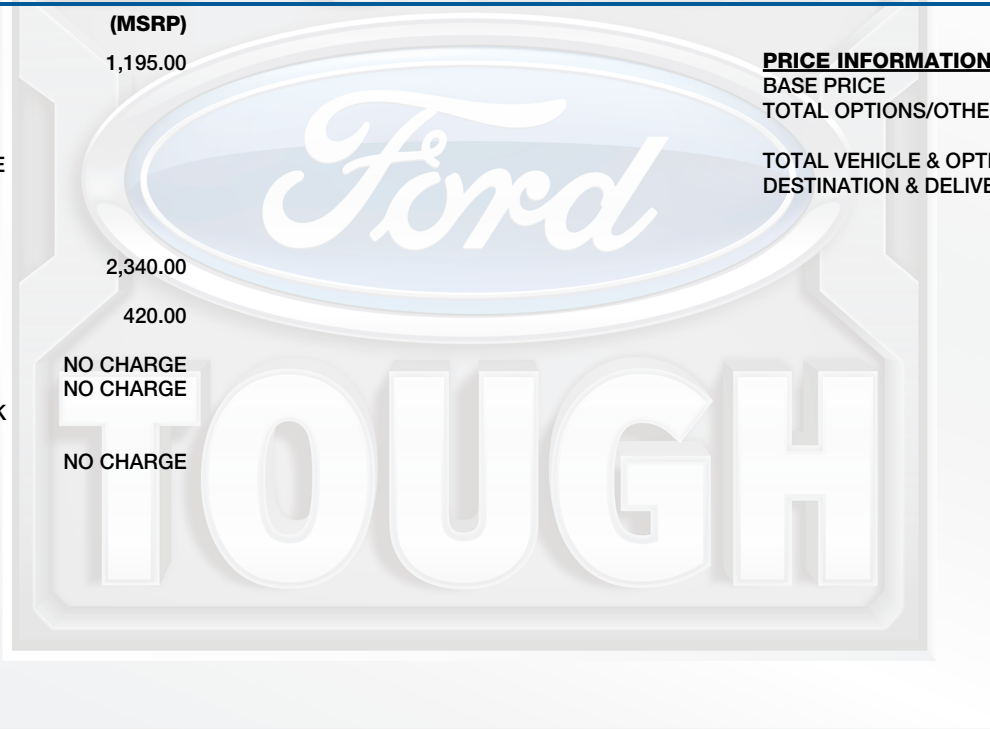 (MSRP)
1,195.00
E
2,340.00
420.00
NO CHARGE
NO CHARGE
K
NO CHARGE
PRICE INFORMATION
BASE PRICE
TOTAL OPTIONS/OTHE
TOTAL VEHICLE & OPTI
DESTINATION & DELIVE
Ford
TOUGH